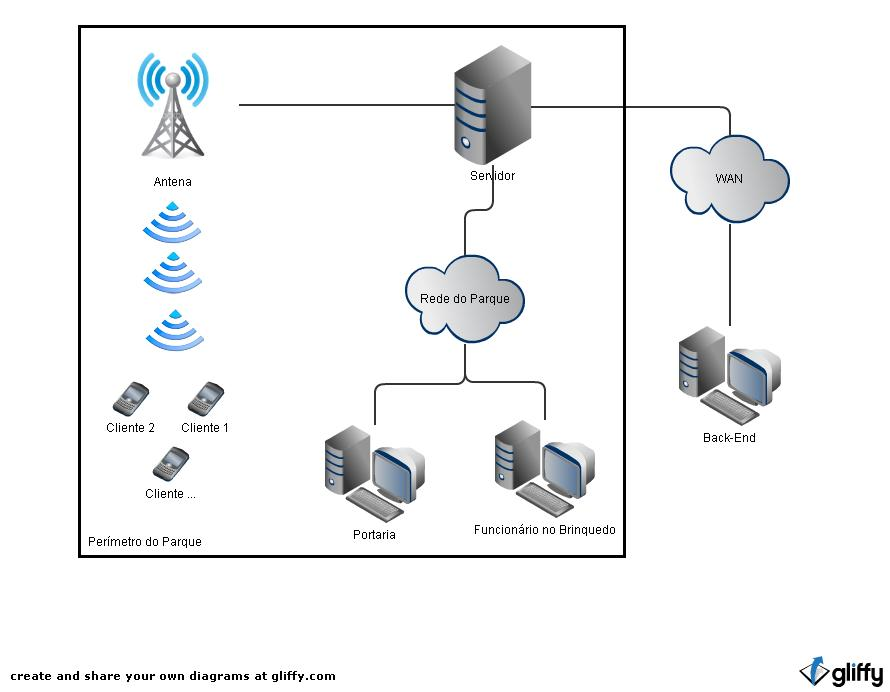 Antena
Servidor
WAN
Rede do Parque
Cliente 2
Cliente 1
Cliente ...
Back-End
Portaria
Funcionário no Brinquedo
Perímetro do Parque
create and share your own diagrams at gliffy.com
gliffy